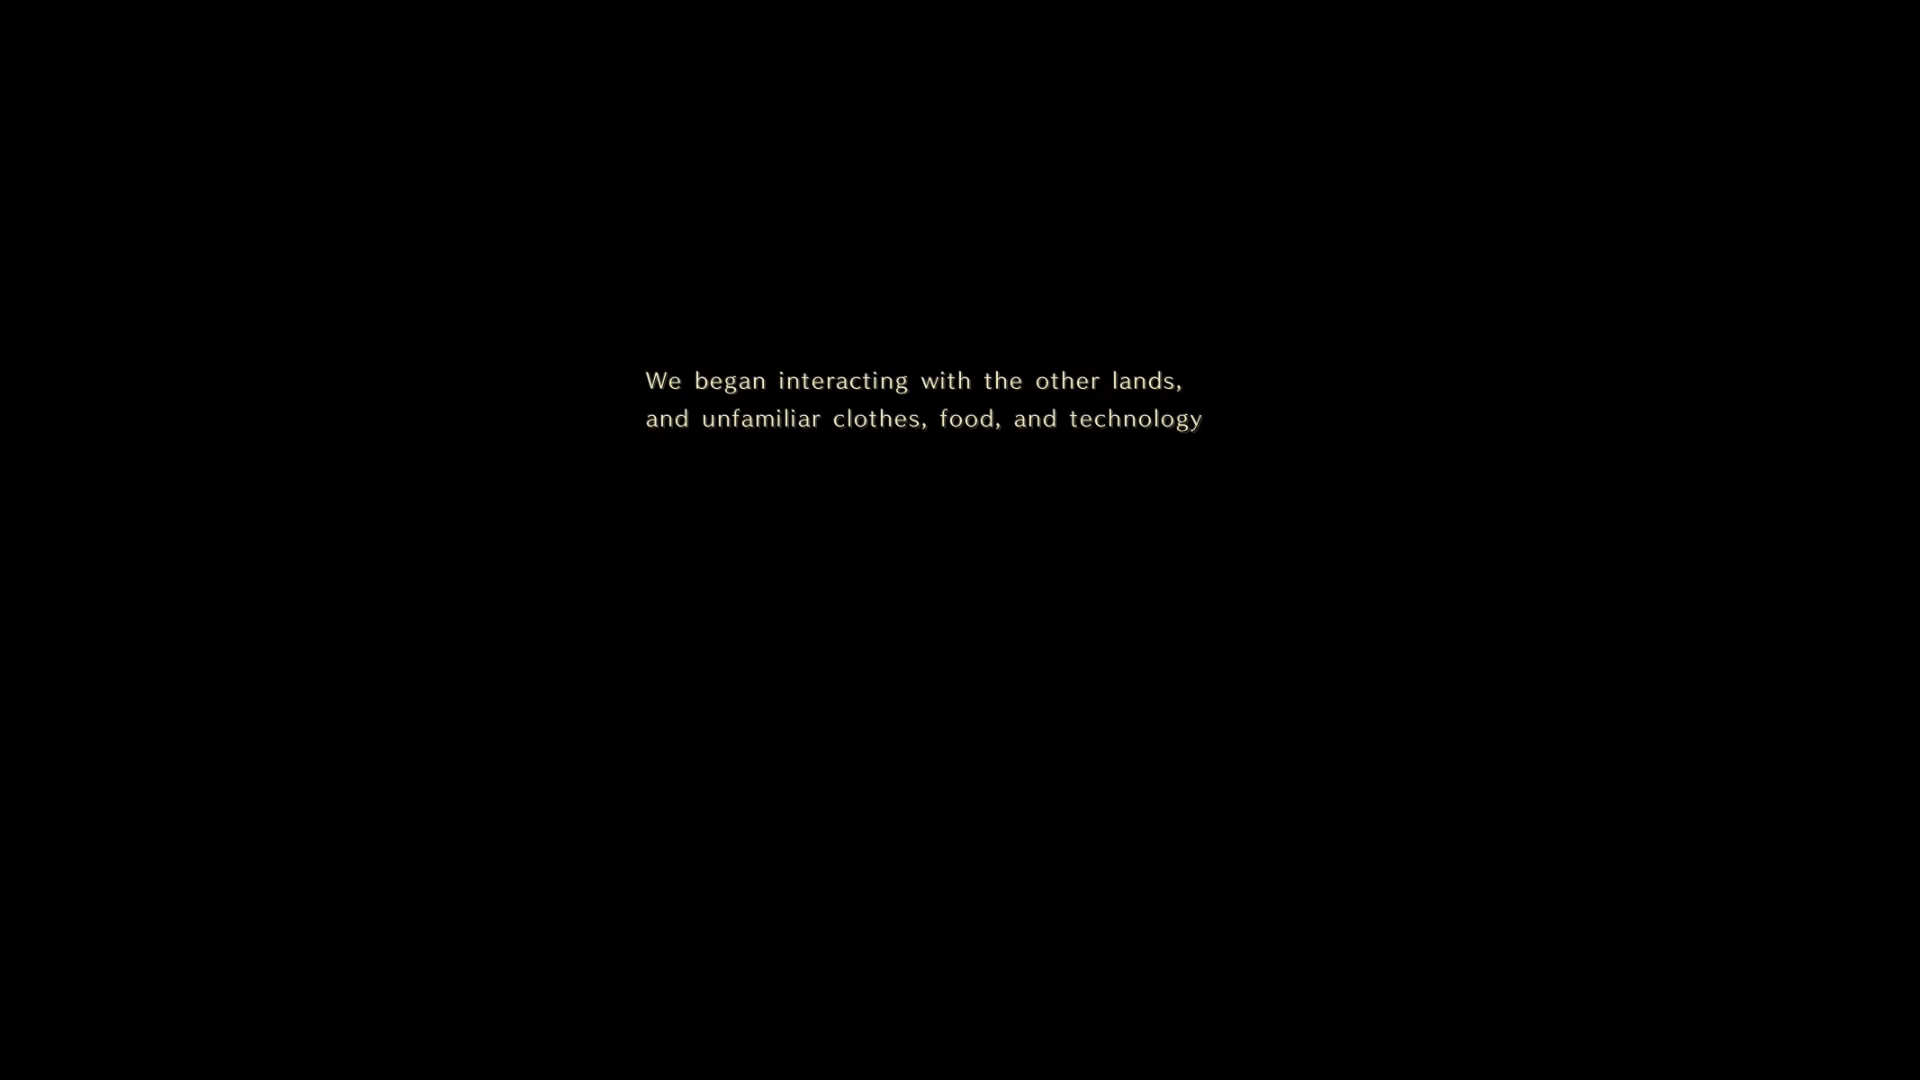 We began interacting with the other lands,
and unfamiliar clothes, food, and technology